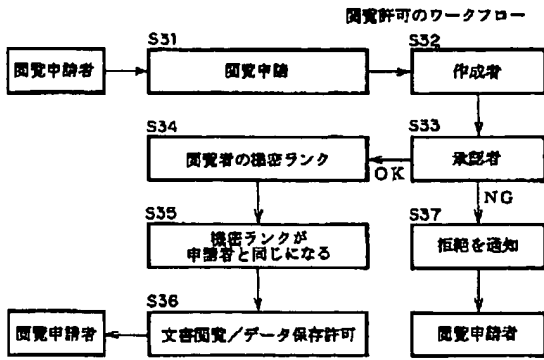 閲覧許可のワークフロー
S31
S32
閲覧申請者
閲覧申請
作成者
S34
S33
閲覧者の機密ランク
承認者
OK
NG
S35
S37
機密ランクが
申請者と同じになる
拒絶を通知
S36
閲覧申請者
文書閲覧／データ保存許可
閲覧申請者